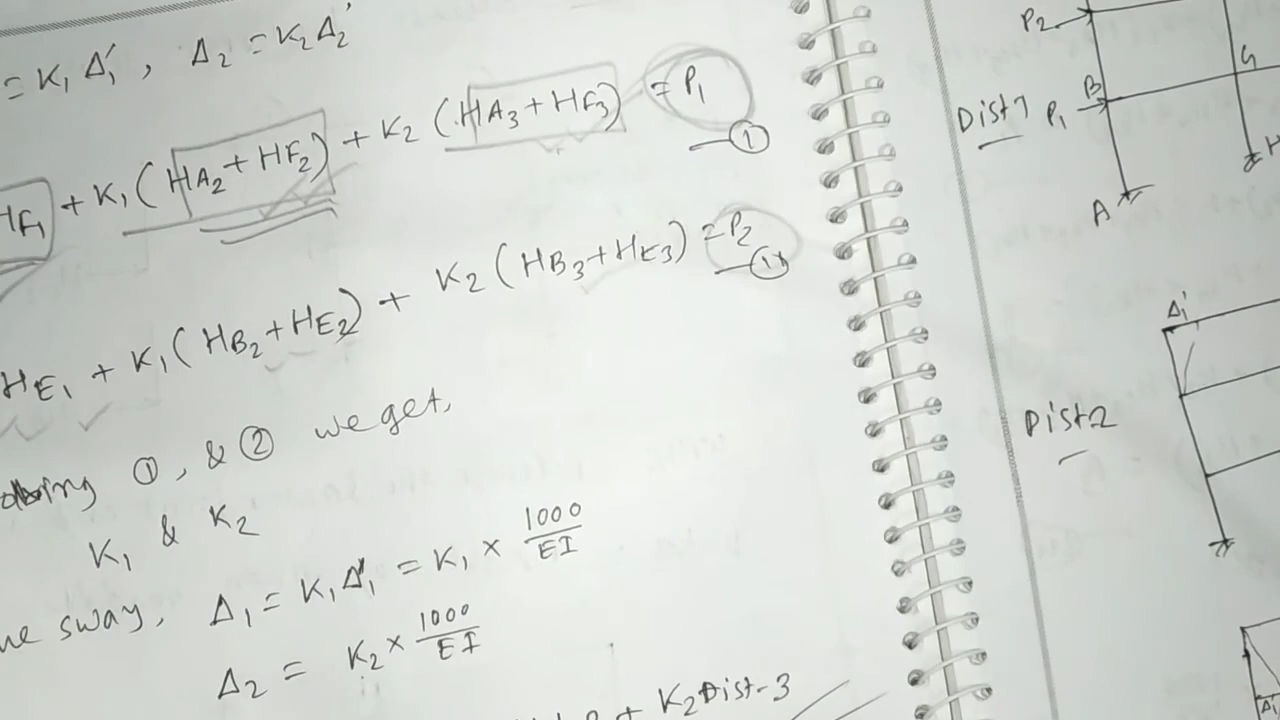 = K₁ Δ₁′ , Δ₂ = K₂ Δ₂′
HF₁ + K₁ (HA₂ + HF₂) + K₂ (HA₃ + HF₃) = P₁
— ①
HE₁ + K₁ (HB₂ + HE₂) + K₂ (HB₃ + HE₃) = P₂
①, & ② we get,
K₁ & K₂
sway, Δ₁ = K₁ Δ′₁ = K₁ × 1000/EI
Δ₂ = K₂ × 1000/EI
+ K₂ Dist-3
P₂
G
B
Dist 1 P₁
H
A
Δ₁′
Dist-2
Δ₁